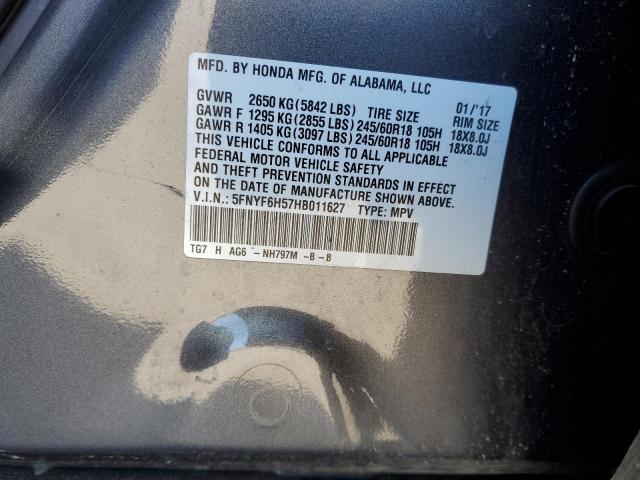 MFD. BY HONDA MFG. OF ALABAMA, LLC
01/'17
GVWR 2650 KG(5842 LBS) TIRE SIZE RIM SIZE
GAWR F 1295 KG(2855 LBS) 245/60R18 105H 18X8.0J
GAWR R 1405 KG(3097 LBS) 245/60R18 105H 18X8.0J
THIS VEHICLE CONFORMS TO ALL APPLICABLE
FEDERAL MOTOR VEHICLE SAFETY
AND THEFT PREVENTION STANDARDS IN EFFECT
ON THE DATE OF MANUFACTURE SHOWN ABOVE.
V.I.N.: 5FNYF6H57HB011627 TYPE: MPV
TG7 H AG6 -NH797M -B-B